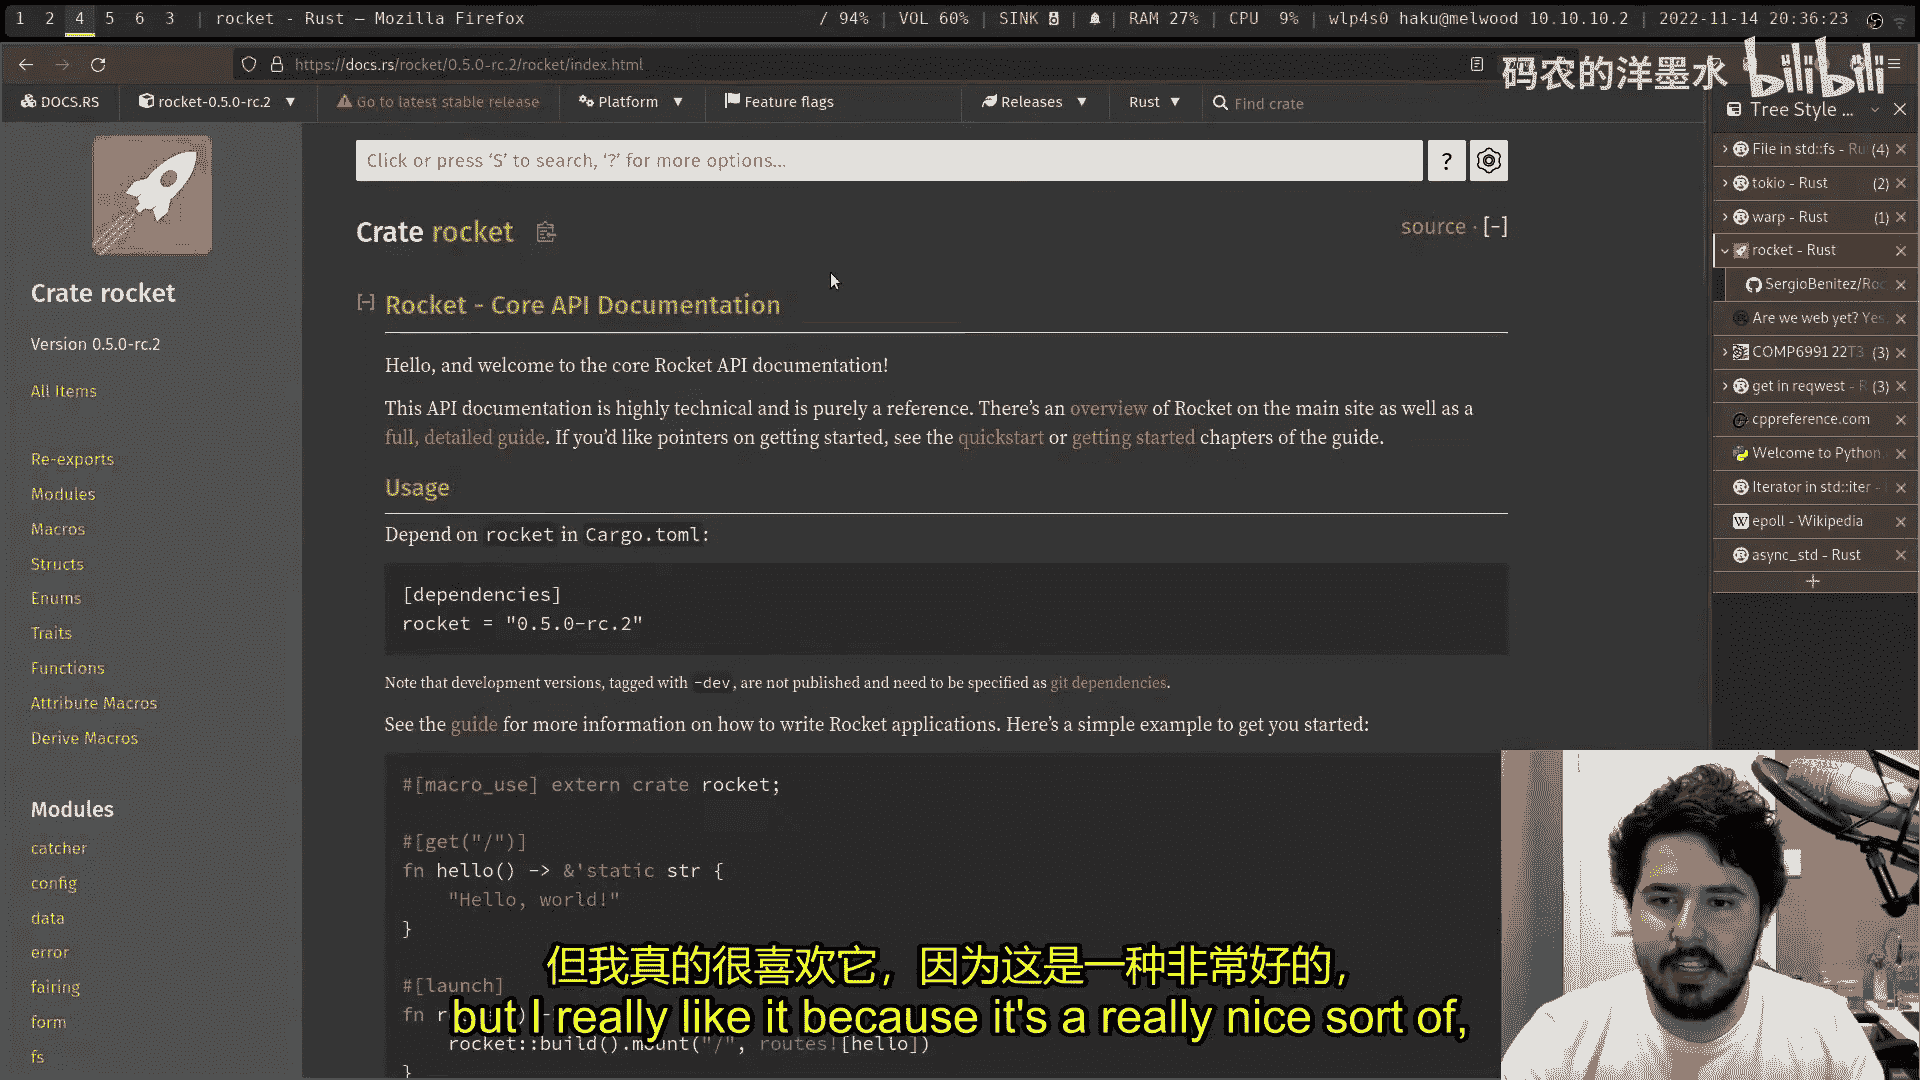 1 2 4 5 6 3 | rocket - Rust — Mozilla Firefox
/ 94% | VOL 60% | SINK | | RAM 27% | CPU 9% | wlp4s0 haku@melwood 10.10.10.2 | 2022-11-14 20:36:23
https://docs.rs/rocket/0.5.0-rc.2/rocket/index.html
码农的洋墨水 bilibili
DOCS.RS rocket-0.5.0-rc.2 Go to latest stable release Platform Feature flags Releases Rust Find crate
Click or press ‘S’ to search, ‘?’ for more options...
?
Crate rocket
Version 0.5.0-rc.2
All Items
Re-exports
Modules
Macros
Structs
Enums
Traits
Functions
Attribute Macros
Derive Macros
Modules
catcher
config
data
error
fairing
form
fs
Crate rocket
source · [-]
[-] Rocket - Core API Documentation
Hello, and welcome to the core Rocket API documentation!
This API documentation is highly technical and is purely a reference. There’s an overview of Rocket on the main site as well as a
full, detailed guide. If you’d like pointers on getting started, see the quickstart or getting started chapters of the guide.
Usage
Depend on rocket in Cargo.toml:
[dependencies]
rocket = "0.5.0-rc.2"
Note that development versions, tagged with -dev, are not published and need to be specified as git dependencies.
See the guide for more information on how to write Rocket applications. Here’s a simple example to get you started:
#[macro_use] extern crate rocket;
#[get("/")]
fn hello() -> &'static str {
"Hello, world!"
}
#[launch]
fn r
rocket::build().mount("/", routes![hello])
}
但我真的很喜欢它，因为这是一种非常好的，
but I really like it because it's a really nice sort of,
Tree Style ...
File in std::fs - Ru (4)
tokio - Rust (2)
warp - Rust (1)
rocket - Rust
SergioBenitez/Roc
Are we web yet? Yes
COMP6991 22T3 (3)
get in reqwest - R (3)
cppreference.com
Welcome to Python
Iterator in std::iter -
epoll - Wikipedia
async_std - Rust